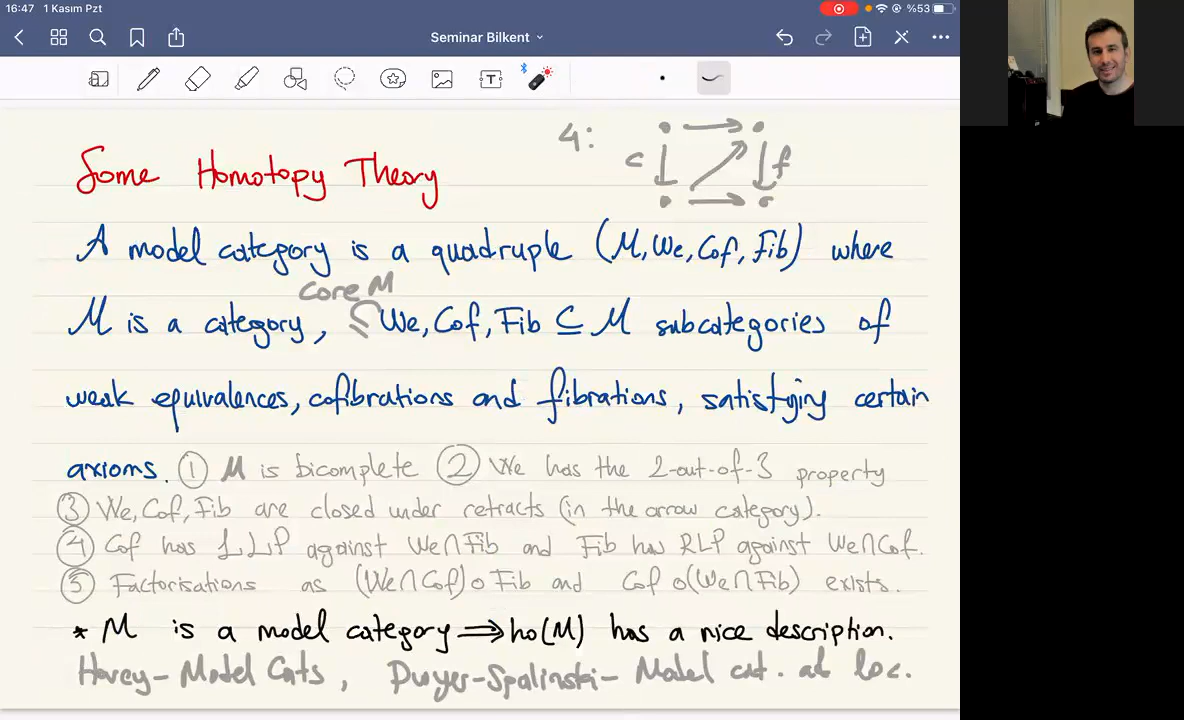 16:47 1 Kasım Pzt %53
Seminar Bilkent
4:
c f
Some Homotopy Theory
A model category is a quadruple (M, We, Cof, Fib) where
Core M
M is a category, ⊆ We, Cof, Fib ⊆ M subcategories of
weak equivalences, cofibrations and fibrations, satisfying certain
axioms. ① M is bicomplete ② We has the 2-out-of-3 property
③ We, Cof, Fib are closed under retracts (in the arrow category).
④ Cof has LLP against We∩Fib and Fib has RLP against We∩Cof.
⑤ Factorisations as (We∩Cof)∘Fib and Cof∘(We∩Fib) exists.
* M is a model category ⟹ ho(M) has a nice description.
Hovey - Model Cats, Dwyer-Spalinski - Model cat. at loc.